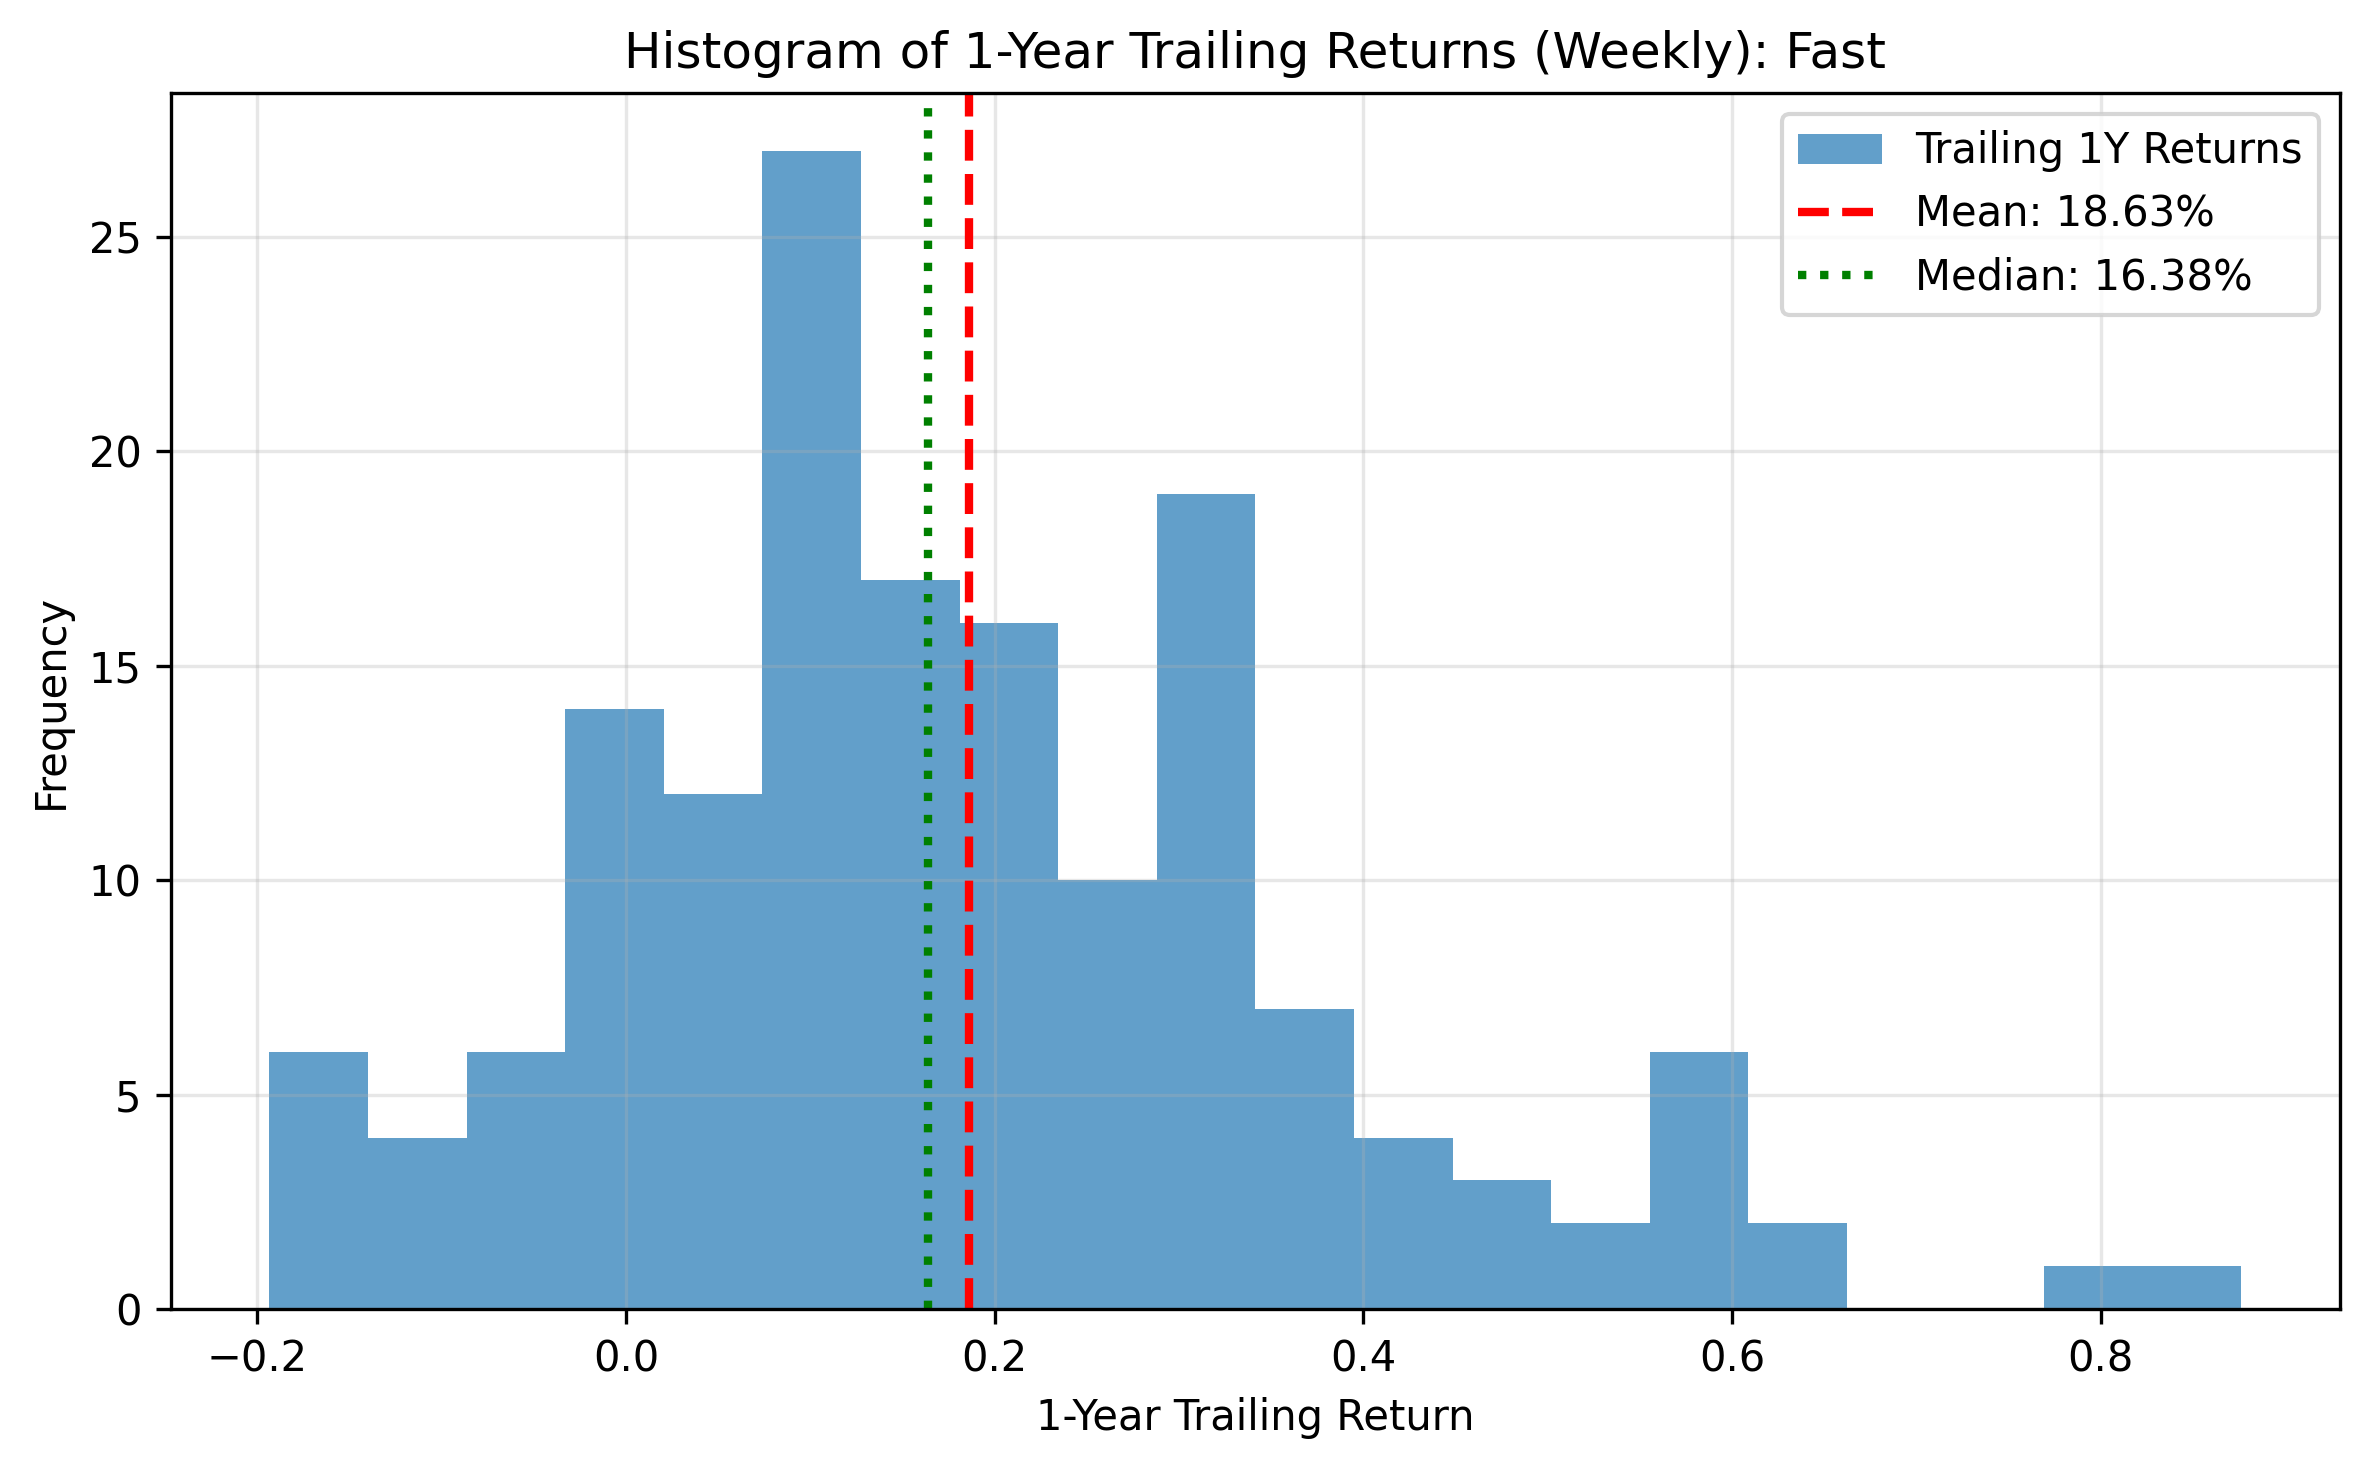 Histogram of 1-Year Trailing Returns (Weekly): Fast
Trailing 1Y Returns
Mean: 18.63%
Median: 16.38%
Frequency
25
20
15
10
5
0
−0.2
0.0
0.2
0.4
0.6
0.8
1-Year Trailing Return